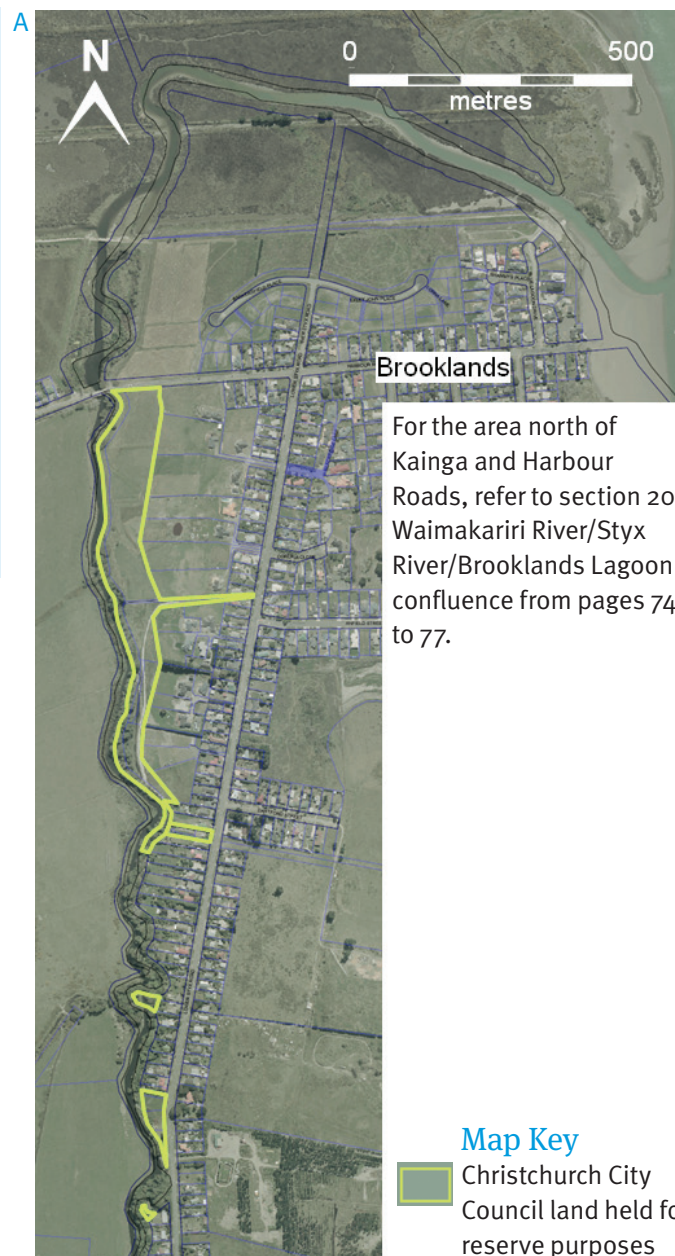 A
N
0 500
metres
Brooklands
For the area north of
Kainga and Harbour
Roads, refer to section 20
Waimakariri River/Styx
River/Brooklands Lagoon
confluence from pages 74
to 77.
Map Key
Christchurch City
Council land held fo
reserve purposes